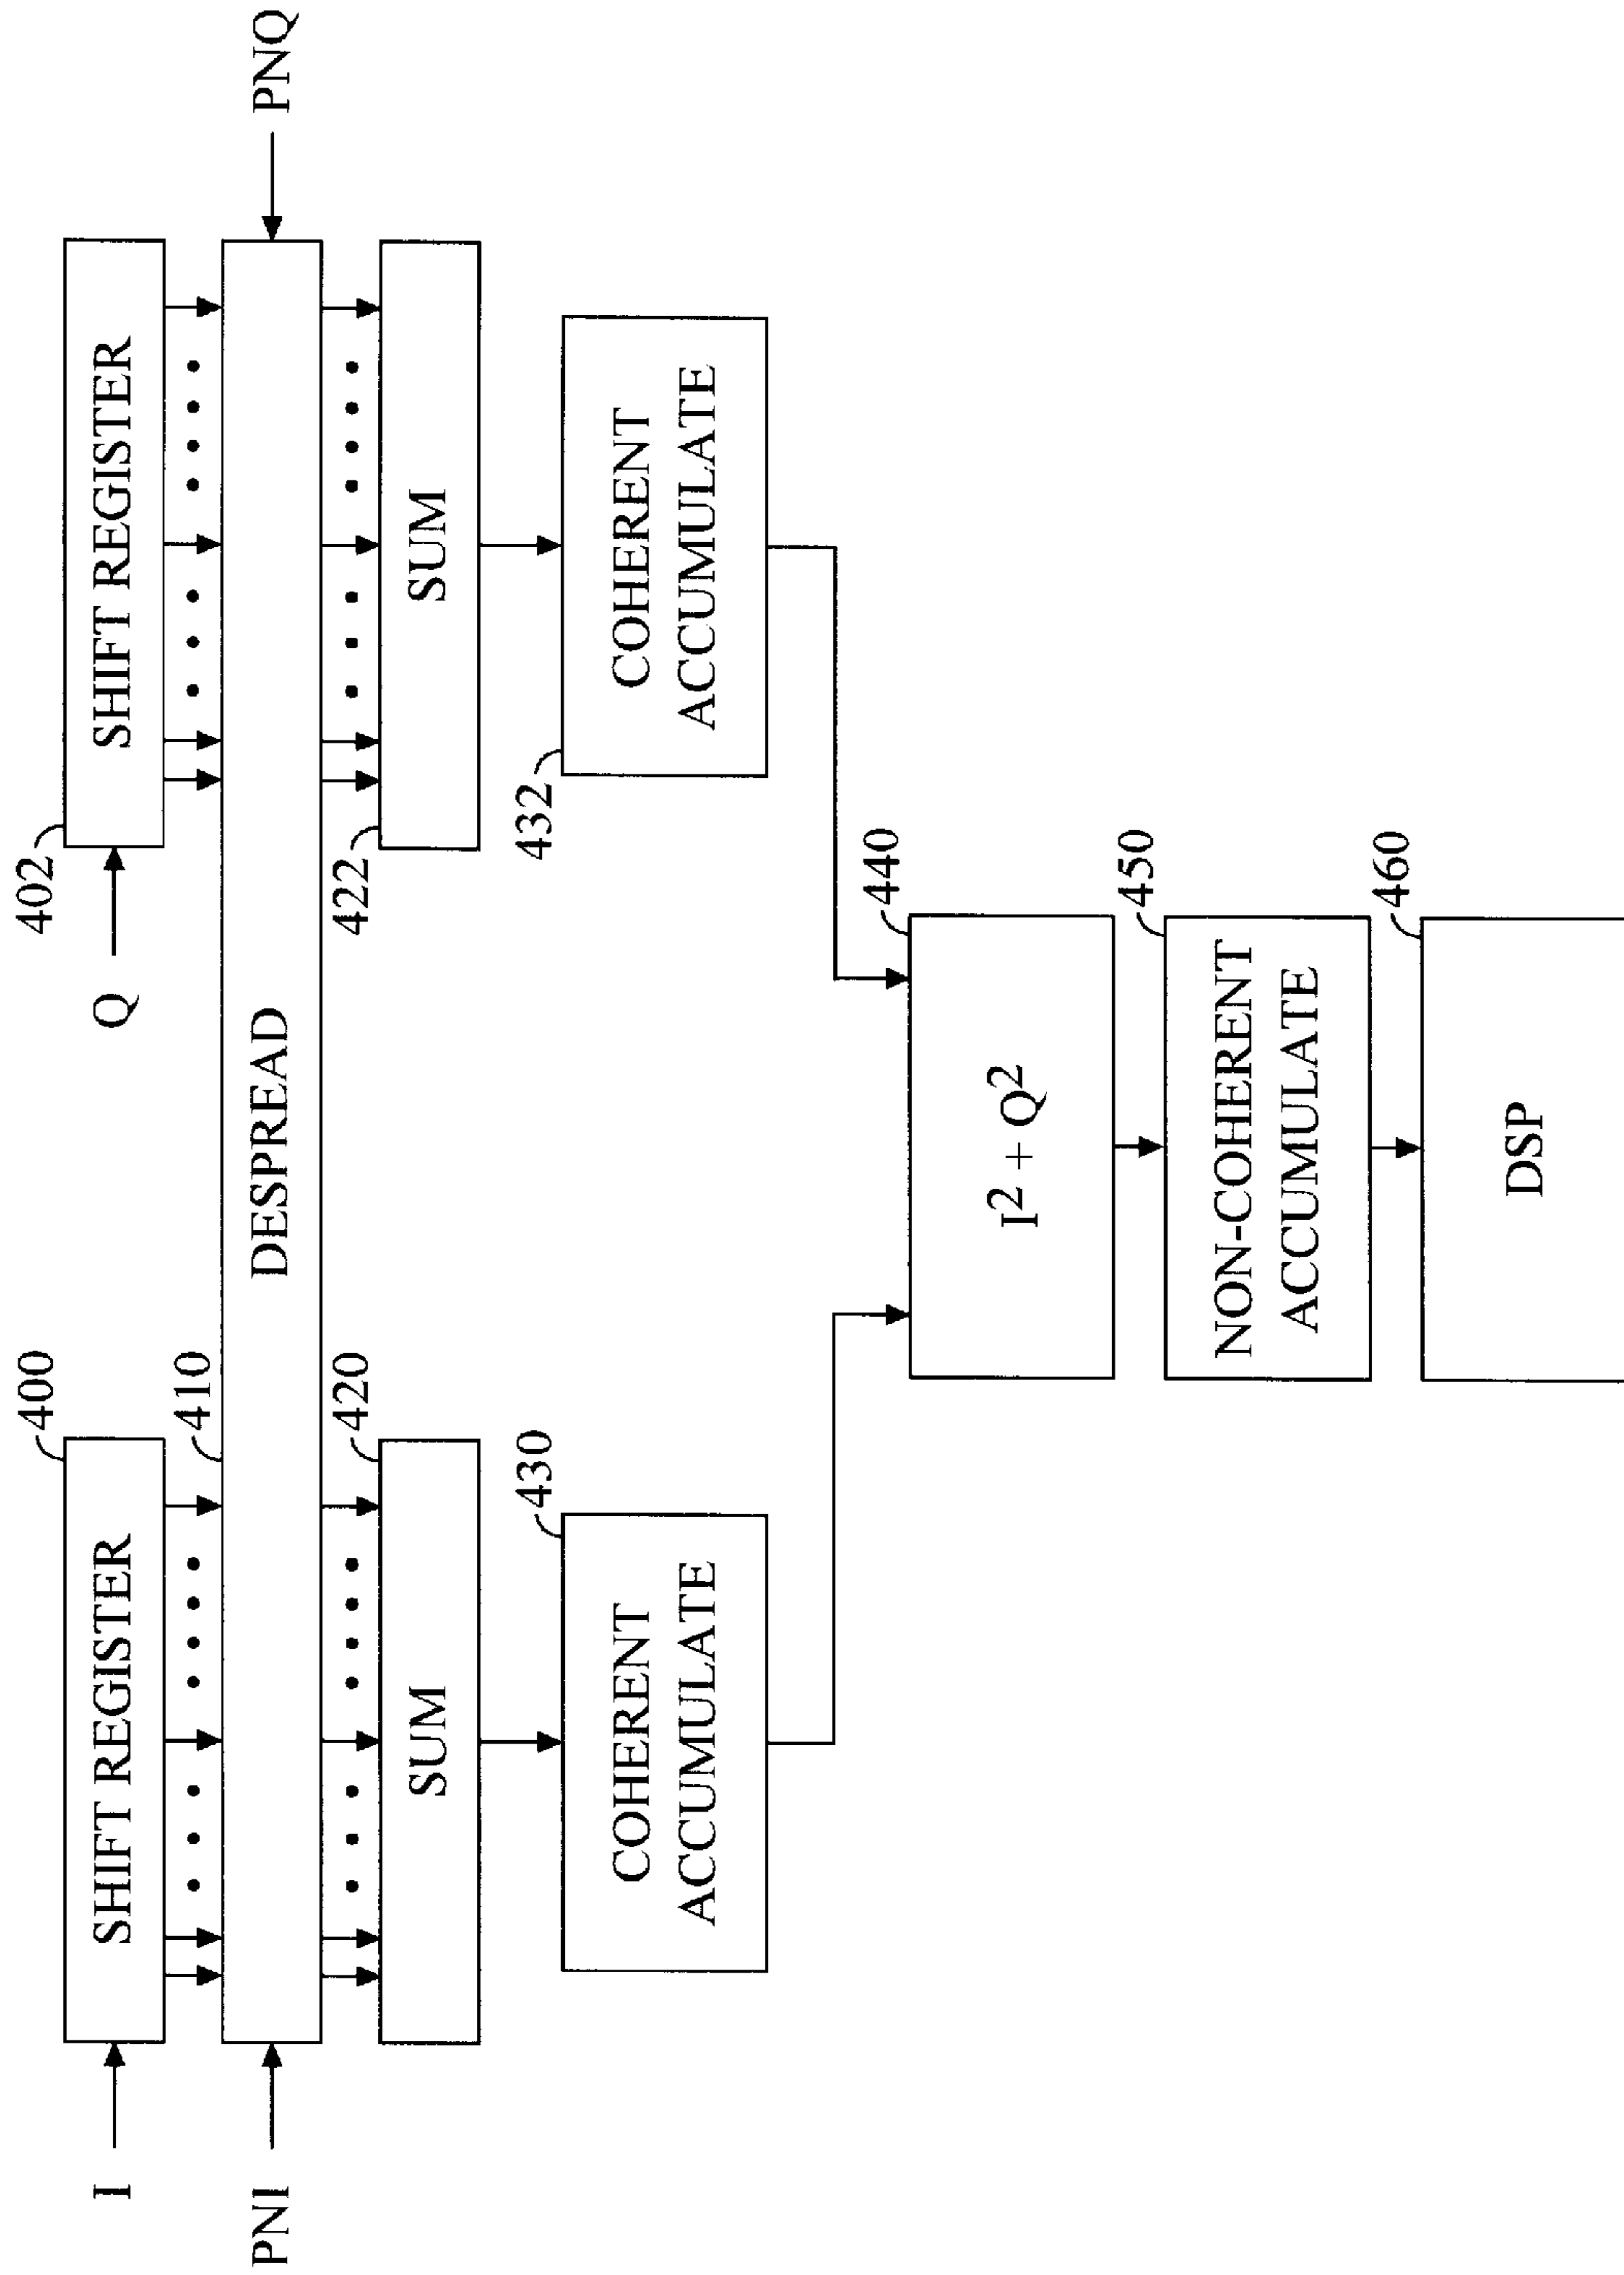 400
402
I
SHIFT REGISTER
Q
SHIFT REGISTER
410
PNI
DESPREAD
PNQ
420
422
SUM
SUM
430
432
COHERENT
ACCUMULATE
COHERENT
ACCUMULATE
440
I² + Q²
450
NON-COHERENT
ACCUMULATE
460
DSP